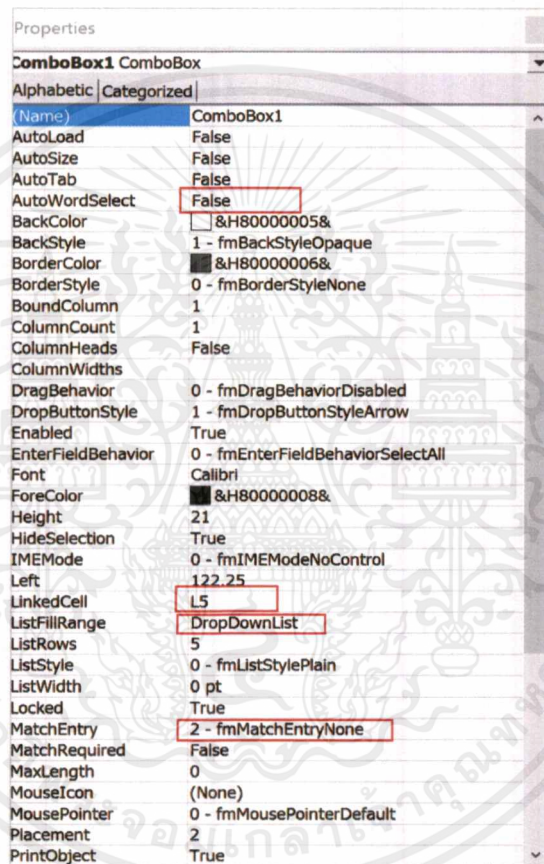 Properties
ComboBox1 ComboBox
Alphabetic Categorized
(Name) ComboBox1
AutoLoad False
AutoSize False
AutoTab False
AutoWordSelect False
BackColor &H80000005&
BackStyle 1 - fmBackStyleOpaque
BorderColor &H80000006&
BorderStyle 0 - fmBorderStyleNone
BoundColumn 1
ColumnCount 1
ColumnHeads False
ColumnWidths
DragBehavior 0 - fmDragBehaviorDisabled
DropButtonStyle 1 - fmDropButtonStyleArrow
Enabled True
EnterFieldBehavior 0 - fmEnterFieldBehaviorSelectAll
Font Calibri
ForeColor &H80000008&
Height 21
HideSelection True
IMEMode 0 - fmIMEModeNoControl
Left 122.25
LinkedCell L5
ListFillRange DropDownList
ListRows 5
ListStyle 0 - fmListStylePlain
ListWidth 0 pt
Locked True
MatchEntry 2 - fmMatchEntryNone
MatchRequired False
MaxLength 0
MouseIcon (None)
MousePointer 0 - fmMousePointerDefault
Placement 2
PrintObject True